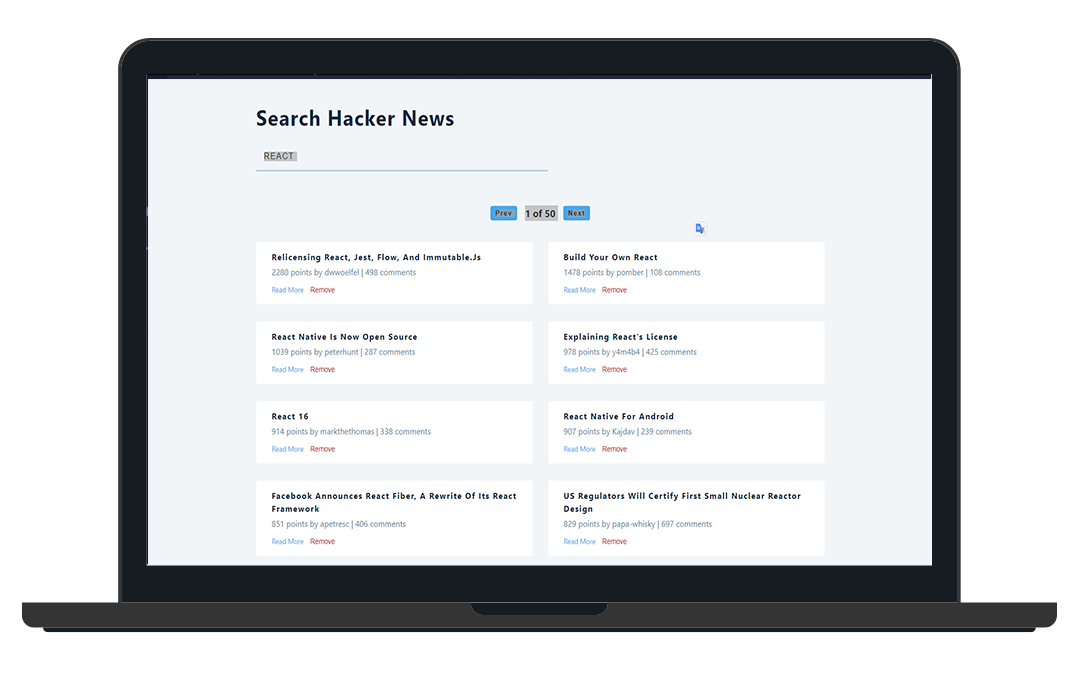 Search Hacker News
REACT
Prev 1 of 50 Next
Relicensing React, Jest, Flow, And Immutable.Js
2280 points by dwwoelfel | 498 comments
Read More Remove
Build Your Own React
1478 points by pomber | 108 comments
Read More Remove
React Native Is Now Open Source
1039 points by peterhunt | 287 comments
Read More Remove
Explaining React's License
978 points by y4m4b4 | 425 comments
Read More Remove
React 16
914 points by markthethomas | 338 comments
Read More Remove
React Native For Android
907 points by Kajdav | 239 comments
Read More Remove
Facebook Announces React Fiber, A Rewrite Of Its React
Framework
851 points by apetresc | 406 comments
Read More Remove
US Regulators Will Certify First Small Nuclear Reactor
Design
829 points by papa-whisky | 697 comments
Read More Remove